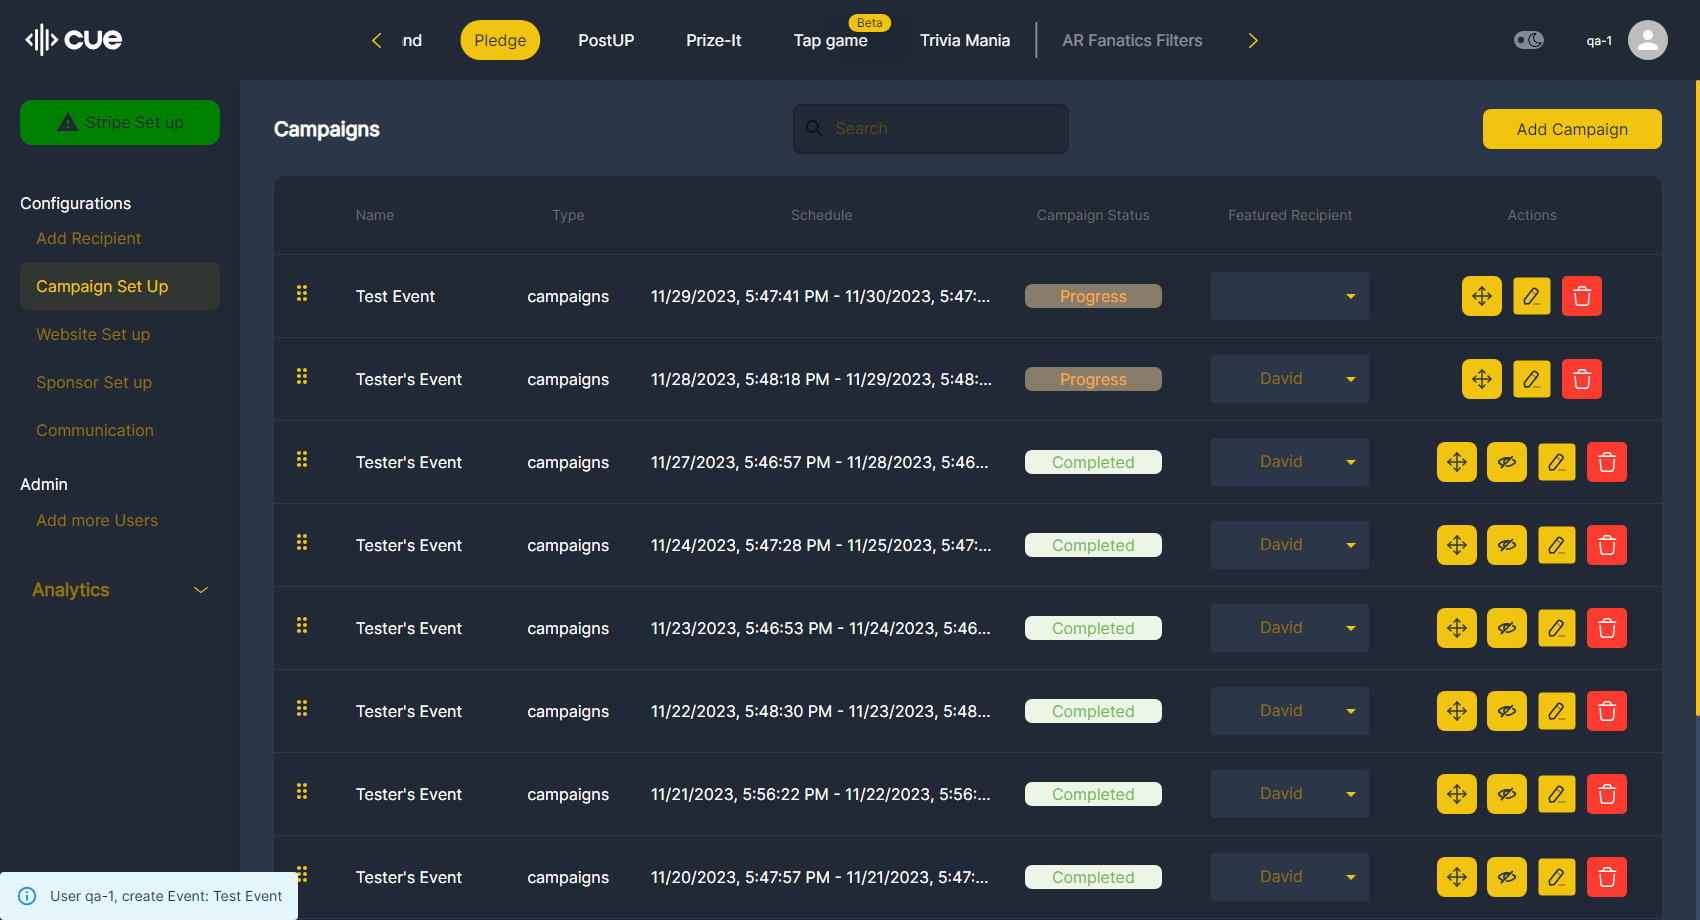 cue
nd
Pledge
PostUP
Prize-It
Beta
Tap game
Trivia Mania
AR Fanatics Filters
qa-1
Stripe Set up
Configurations
Add Recipient
Campaign Set Up
Website Set up
Sponsor Set up
Communication
Admin
Add more Users
Analytics
Campaigns
Search
Add Campaign
Name Type Schedule Campaign Status Featured Recipient Actions
Test Event campaigns 11/29/2023, 5:47:41 PM - 11/30/2023, 5:47:... Progress
Tester's Event campaigns 11/28/2023, 5:48:18 PM - 11/29/2023, 5:48:... Progress David
Tester's Event campaigns 11/27/2023, 5:46:57 PM - 11/28/2023, 5:46... Completed David
Tester's Event campaigns 11/24/2023, 5:47:28 PM - 11/25/2023, 5:47:... Completed David
Tester's Event campaigns 11/23/2023, 5:46:53 PM - 11/24/2023, 5:46... Completed David
Tester's Event campaigns 11/22/2023, 5:48:30 PM - 11/23/2023, 5:48... Completed David
Tester's Event campaigns 11/21/2023, 5:56:22 PM - 11/22/2023, 5:56:... Completed David
Tester's Event campaigns 11/20/2023, 5:47:57 PM - 11/21/2023, 5:47:... Completed David
User qa-1, create Event: Test Event